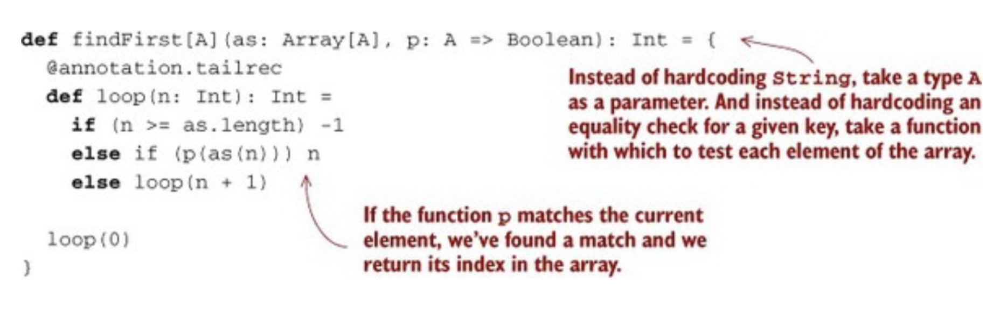 def findFirst[A](as: Array[A], p: A => Boolean): Int = {
@annotation.tailrec
def loop(n: Int): Int =
if (n >= as.length) -1
else if (p(as(n))) n
else loop(n + 1)
loop(0)
}
Instead of hardcoding String, take a type A
as a parameter. And instead of hardcoding an
equality check for a given key, take a function
with which to test each element of the array.
If the function p matches the current
element, we've found a match and we
return its index in the array.